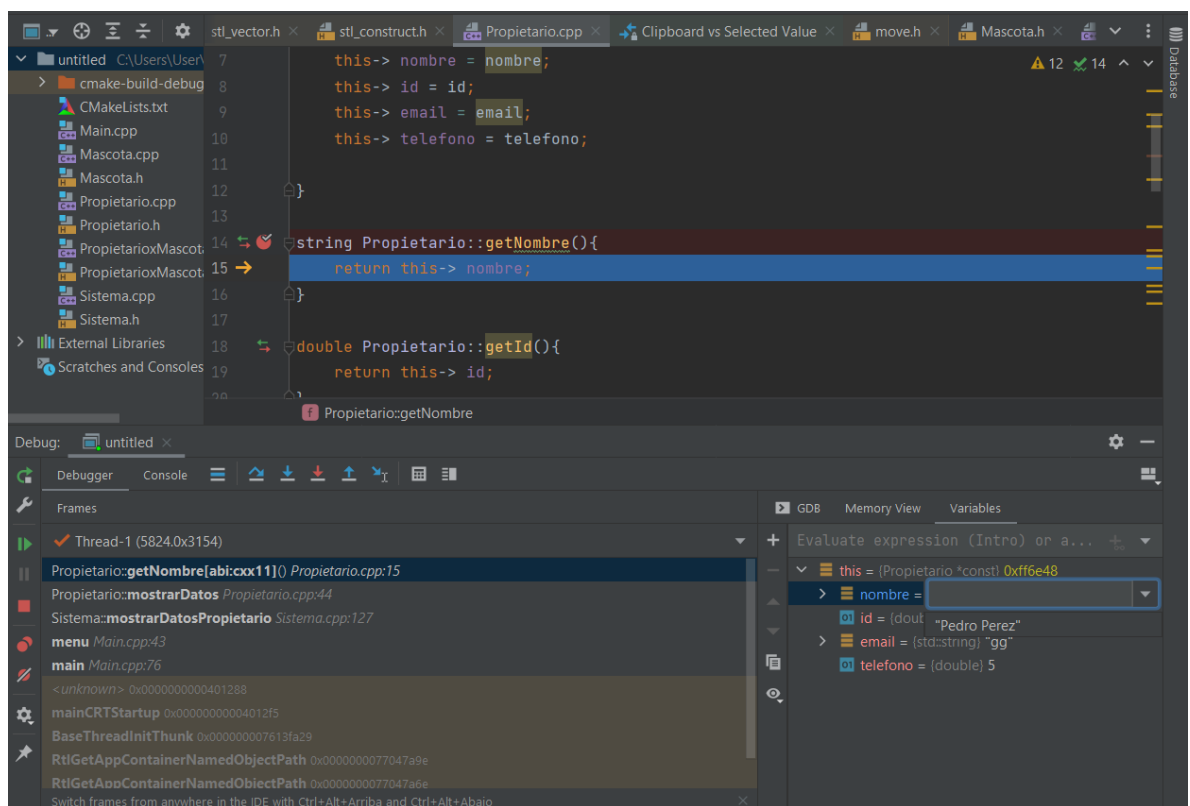 stl_vector.h stl_construct.h Propietario.cpp Clipboard vs Selected Value move.h Mascota.h
Database
untitled C:\Users\User\
cmake-build-debug
CMakeLists.txt
Main.cpp
Mascota.cpp
Mascota.h
Propietario.cpp
Propietario.h
PropietarioxMascot
PropietarioxMascot
Sistema.cpp
Sistema.h
External Libraries
Scratches and Consoles
12 14
7 this-> nombre = nombre;
8 this-> id = id;
9 this-> email = email;
10 this-> telefono = telefono;
11
12 }
13
14 string Propietario::getNombre(){
15 return this-> nombre;
16 }
17
18 double Propietario::getId(){
19 return this-> id;
20 }
f Propietario::getNombre
Debug: untitled
Debugger Console
Frames
Thread-1 (5824.0x3154)
Propietario::getNombre[abi:cxx11]() Propietario.cpp:15
Propietario::mostrarDatos Propietario.cpp:44
Sistema::mostrarDatosPropietario Sistema.cpp:127
menu Main.cpp:43
main Main.cpp:76
<unknown> 0x0000000000401288
mainCRTStartup 0x00000000004012f5
BaseThreadInitThunk 0x000000007613fa29
RtlGetAppContainerNamedObjectPath 0x0000000077047a9e
RtlGetAppContainerNamedObjectPath 0x0000000077047a6e
Switch frames from anywhere in the IDE with Ctrl+Alt+Arriba and Ctrl+Alt+Abajo
GDB Memory View Variables
Evaluate expression (Intro) or a...
this = {Propietario *const} 0xff6e48
nombre =
01 id = {doub
"Pedro Perez"
email = {std::string} "gg"
01 telefono = {double} 5